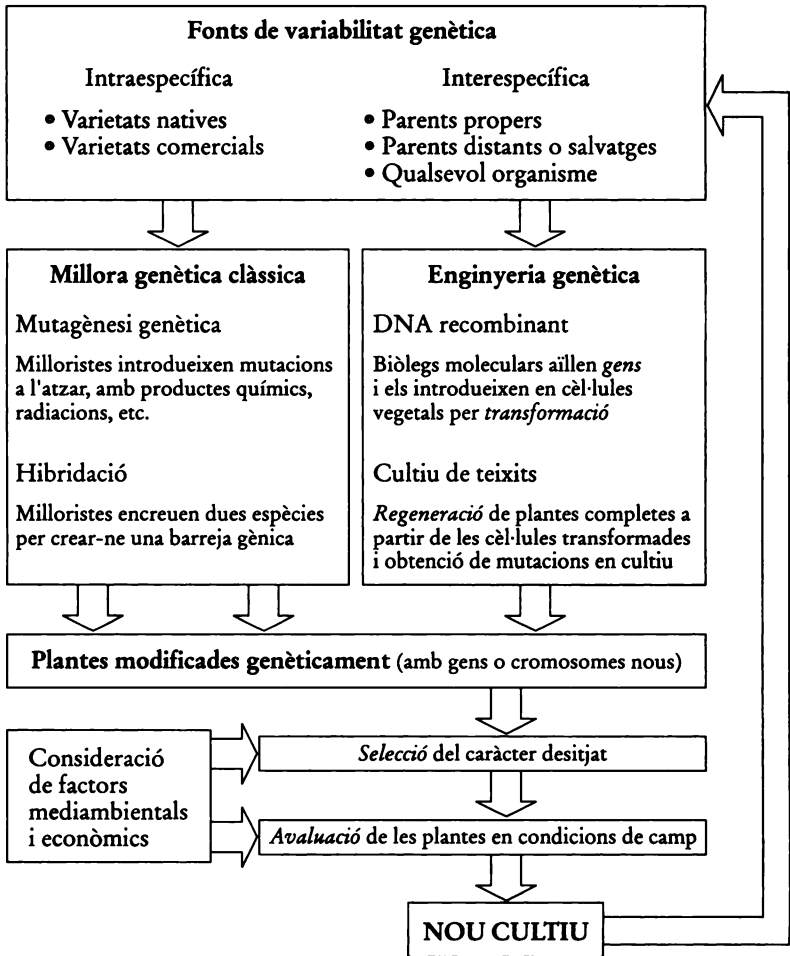 Fonts de variabilitat genètica
Intraespecífica
• Varietats natives
• Varietats comercials
Interespecífica
• Parents propers
• Parents distants o salvatges
• Qualsevol organisme
Millora genètica clàssica
Mutagènesi genètica
Milloristes introdueixen mutacions
a l'atzar, amb productes químics,
radiacions, etc.
Hibridació
Milloristes encreuen dues espècies
per crear-ne una barreja gènica
Enginyeria genètica
DNA recombinant
Biòlegs moleculars aïllen gens
i els introdueixen en cèl·lules
vegetals per transformació
Cultiu de teixits
Regeneració de plantes completes a
partir de les cèl·lules transformades
i obtenció de mutacions en cultiu
Plantes modificades genèticament (amb gens o cromosomes nous)
Consideració
de factors
mediambientals
i econòmics
Selecció del caràcter desitjat
Avaluació de les plantes en condicions de camp
NOU CULTIU